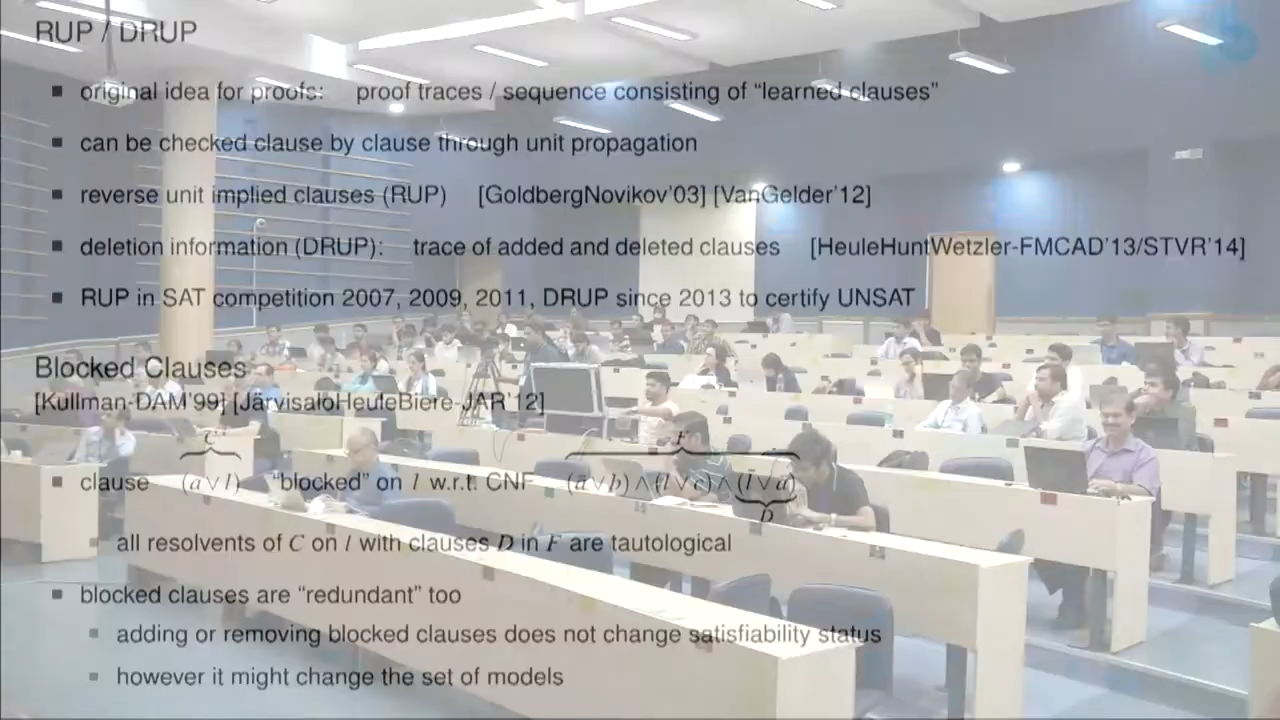 RUP / DRUP
original idea for proofs: proof traces / sequence consisting of “learned clauses”
can be checked clause by clause through unit propagation
reverse unit implied clauses (RUP) [GoldbergNovikov’03] [VanGelder’12]
deletion information (DRUP): trace of added and deleted clauses [HeuleHuntWetzler-FMCAD’13/STVR’14]
RUP in SAT competition 2007, 2009, 2011, DRUP since 2013 to certify UNSAT
Blocked Clauses
[Kullman-DAM’99] [JärvisaloHeuleBiere-JAR’12]
C F
clause (a ∨ l) “blocked” on l w.r.t. CNF (ā ∨ b) ∧ (l ∨ c) ∧ (l̄ ∨ ā)
D
all resolvents of C on l with clauses D in F are tautological
blocked clauses are “redundant” too
adding or removing blocked clauses does not change satisfiability status
however it might change the set of models